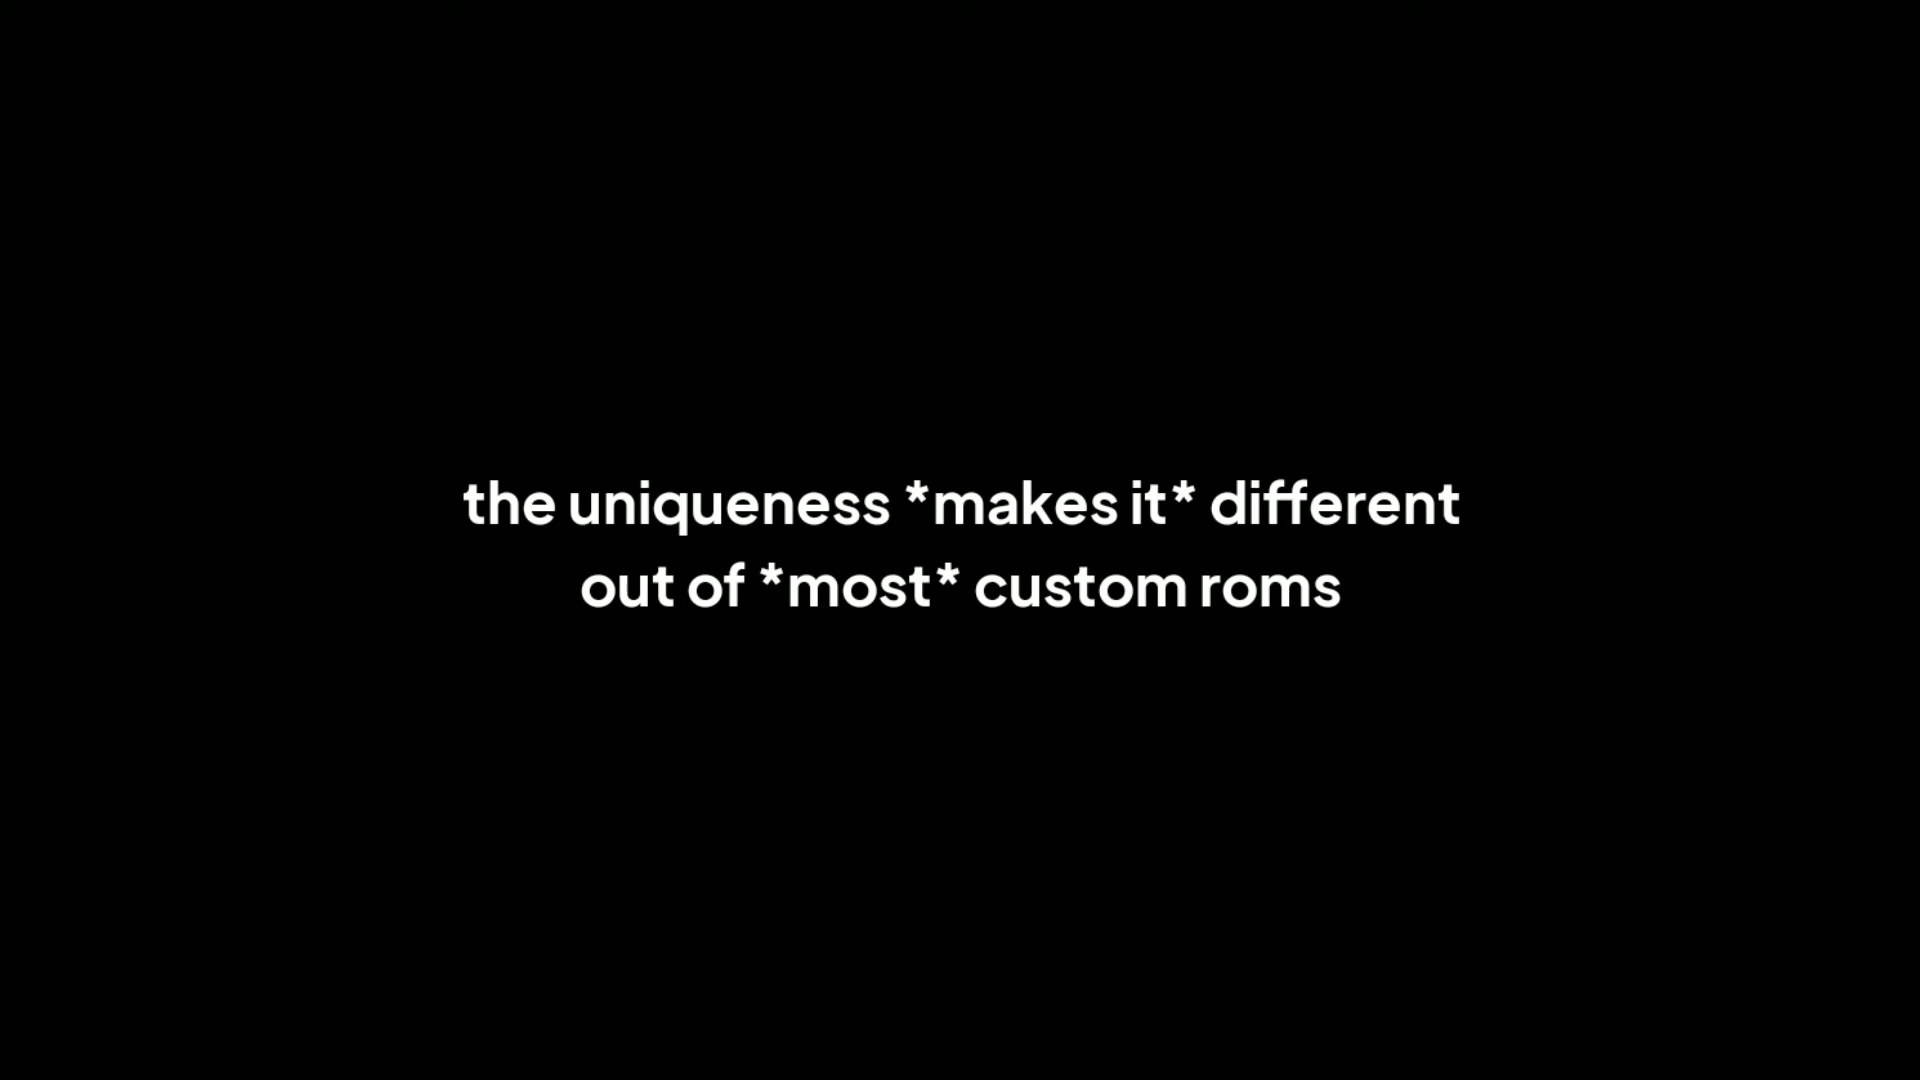 the uniqueness *makes it* different
out of *most* custom roms